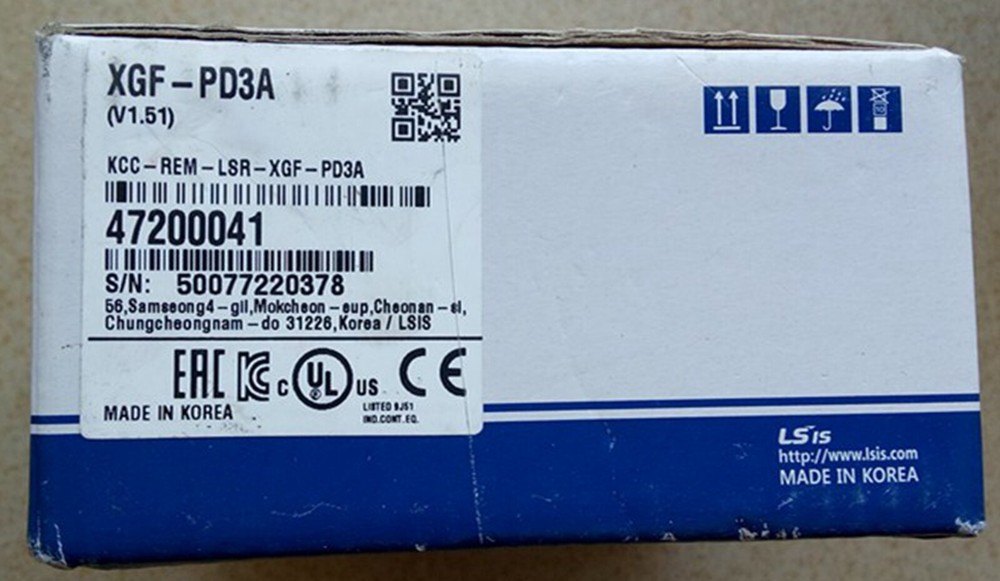 XGF-PD3A
(V1.51)
KCC-REM-LSR-XGF-PD3A
47200041
S/N: 50077220378
56,Samseong4-gil,Mokcheon-eup,Cheonan-si,
Chungcheongnam-do 31226,Korea / LSIS
EAC KC C UL US CE
MADE IN KOREA
LISTED 9J51
IND.CONT.EQ.
LSIS
http://www.lsis.com
MADE IN KOREA